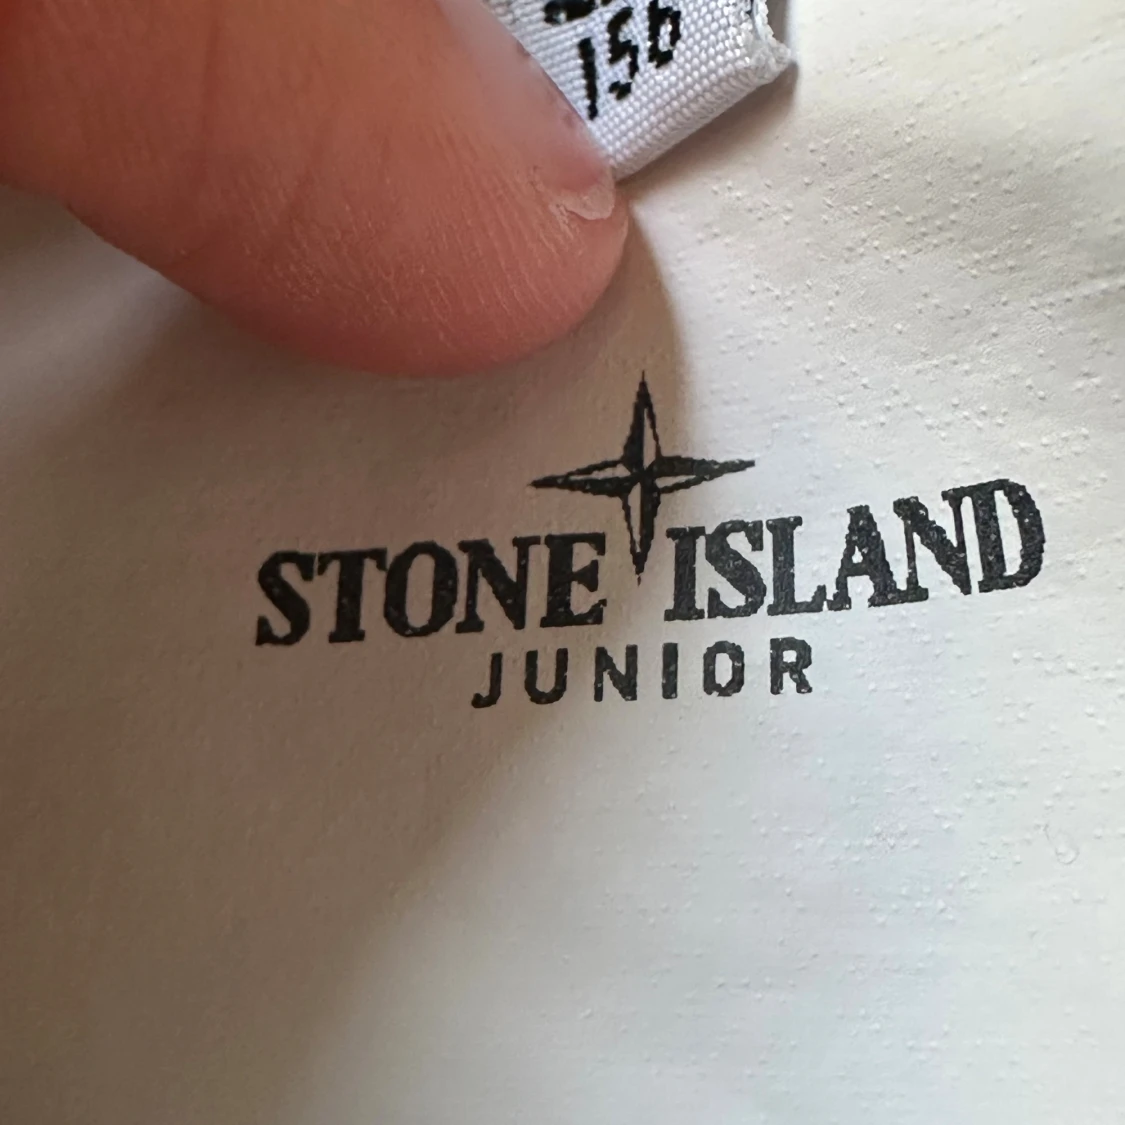 156
STONE ISLAND
JUNIOR